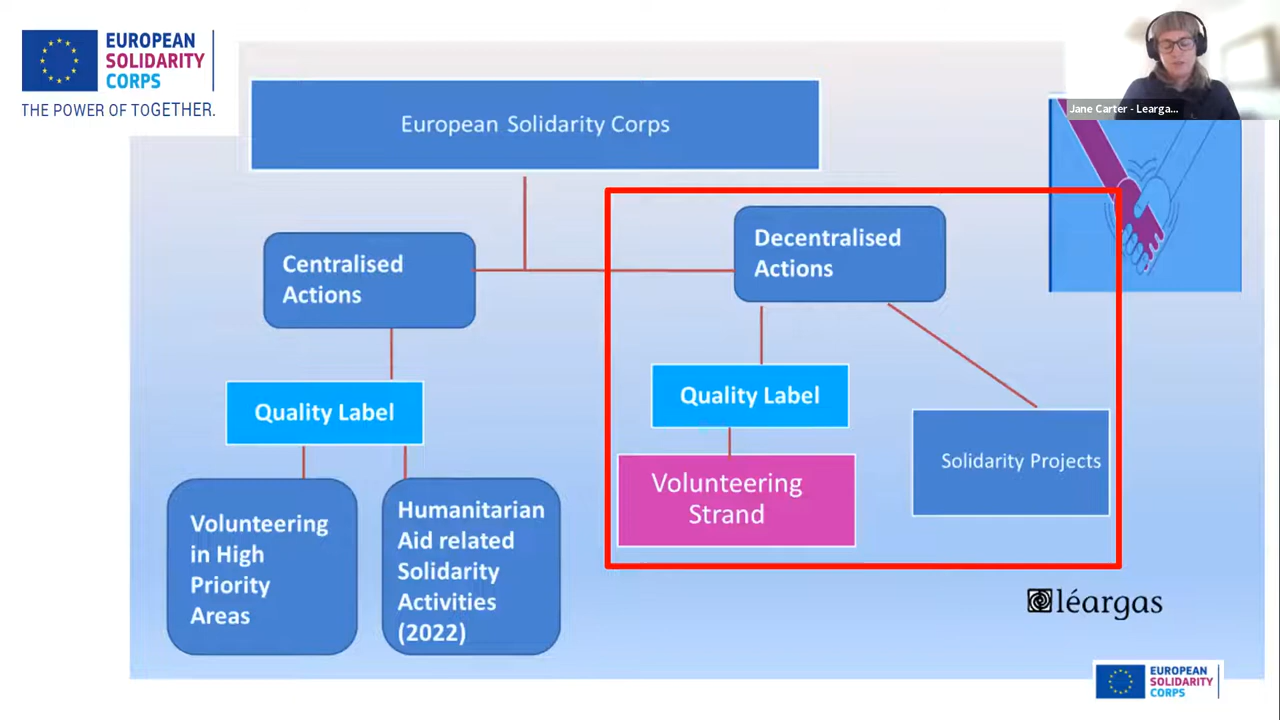 EUROPEAN
SOLIDARITY
CORPS
THE POWER OF TOGETHER.
Jane Carter - Learga...
European Solidarity Corps
Centralised
Actions
Decentralised
Actions
Quality Label
Quality Label
Volunteering
in High
Priority
Areas
Humanitarian
Aid related
Solidarity
Activities
(2022)
Volunteering
Strand
Solidarity Projects
léargas
EUROPEAN
SOLIDARITY
CORPS